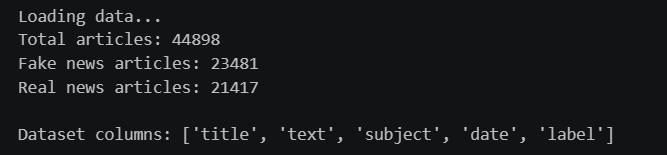 Loading data...
Total articles: 44898
Fake news articles: 23481
Real news articles: 21417
Dataset columns: ['title', 'text', 'subject', 'date', 'label']